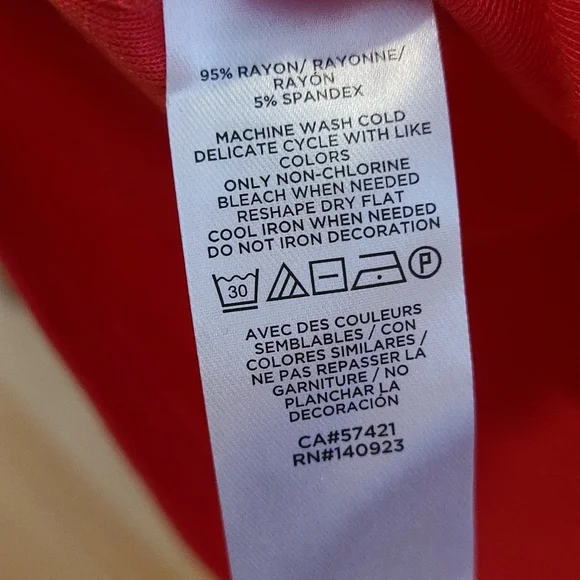 95% RAYON/ RAYONNE/
RAYÓN
5% SPANDEX
MACHINE WASH COLD
DELICATE CYCLE WITH LIKE
COLORS
ONLY NON-CHLORINE
BLEACH WHEN NEEDED
RESHAPE DRY FLAT
COOL IRON WHEN NEEDED
DO NOT IRON DECORATION
30 P
AVEC DES COULEURS
SEMBLABLES / CON
COLORES SIMILARES /
NE PAS REPASSER LA
GARNITURE / NO
PLANCHAR LA
DECORACIÓN
CA#57421
RN#140923